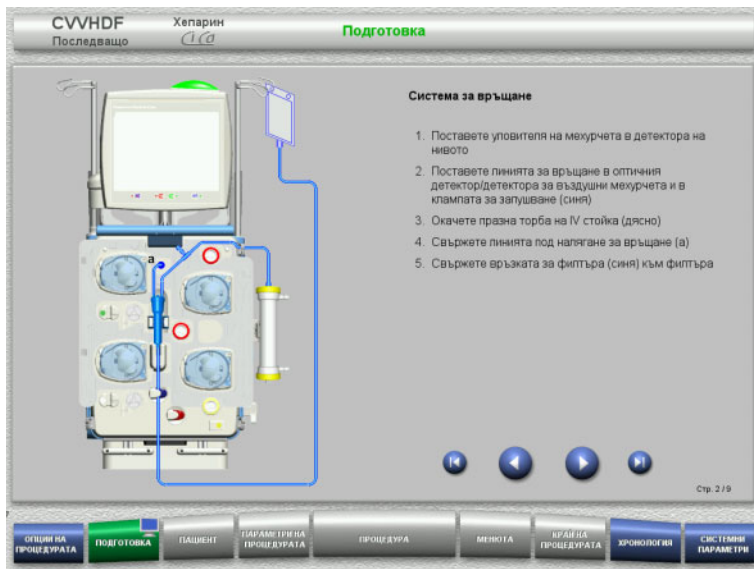 CVVHDF
Последващо
Хепарин
Ci Ca
Подготовка
Система за връщане
1. Поставете уловителя на мехурчета в детектора на
нивото
2. Поставете линията за връщане в оптичния
детектор/детектора за въздушни мехурчета и в
клампата за запушване (синя)
3. Окачете празна торба на IV стойка (дясно)
4. Свържете линията под налягане за връщане (a)
5. Свържете връзката за филтъра (синя) към филтъра
a
Стр. 2 / 9
ОПЦИИ НА
ПРОЦЕДУРАТА
ПОДГОТОВКА
ПАЦИЕНТ
ПАРАМЕТРИ НА
ПРОЦЕДУРАТА
ПРОЦЕДУРА
МЕНЮТА
КРАЙ НА
ПРОЦЕДУРАТА
ХРОНОЛОГИЯ
СИСТЕМНИ
ПАРАМЕТРИ